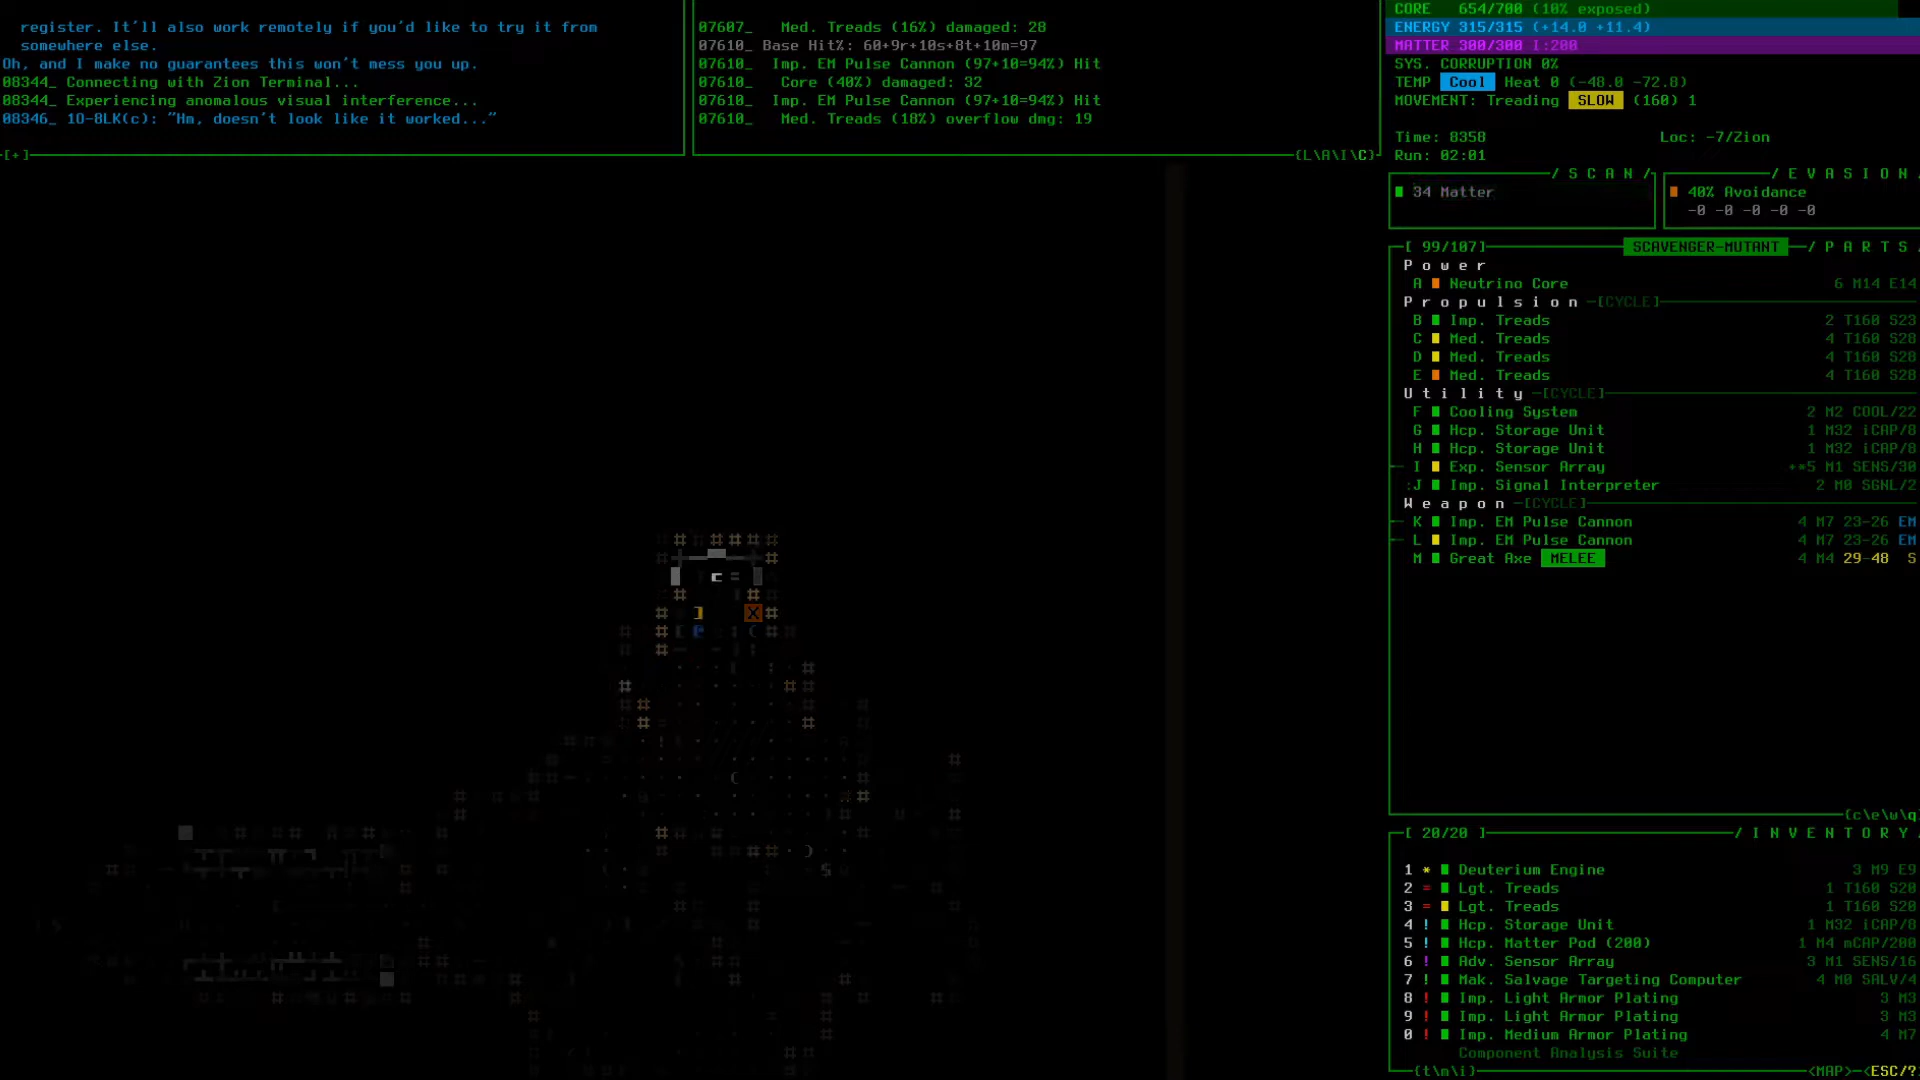 register. It'll also work remotely if you'd like to try it from
somewhere else.
Oh, and I make no guarantees this won't mess you up.
08344_ Connecting with Zion Terminal...
08344_ Experiencing anomalous visual interference...
08346_ 10-8LK(c): "Hm, doesn't look like it worked..."
[+]
07607_ Med. Treads (16%) damaged: 28
07610_ Base Hit%: 60+9r+10s+8t+10m=97
07610_ Imp. EM Pulse Cannon (97+10=94%) Hit
07610_ Core (40%) damaged: 32
07610_ Imp. EM Pulse Cannon (97+10=94%) Hit
07610_ Med. Treads (18%) overflow dmg: 19
(L\A\I\C)
CORE 654/700 (10% exposed)
ENERGY 315/315 (+14.0 +11.4)
MATTER 300/300 I:200
SYS. CORRUPTION 0%
TEMP Cool Heat 0 (-48.0 -72.8)
MOVEMENT: Treading SLOW (160) 1
Time: 8358 Loc: -7/Zion
Run: 02:01
/ S C A N /
34 Matter
/ E V A S I O N /
40% Avoidance
-0 -0 -0 -0 -0
[ 99/107] SCAVENGER-MUTANT / P A R T S /
P o w e r
A Neutrino Core 6 M14 E14
P r o p u l s i o n [CYCLE]
B Imp. Treads 2 T160 S23
C Med. Treads 4 T160 S28
D Med. Treads 4 T160 S28
E Med. Treads 4 T160 S28
U t i l i t y [CYCLE]
F Cooling System 2 M2 COOL/22
G Hcp. Storage Unit 1 M32 iCAP/8
H Hcp. Storage Unit 1 M32 iCAP/8
I Exp. Sensor Array **5 M1 SENS/30
:J Imp. Signal Interpreter 2 M0 SGNL/2
W e a p o n [CYCLE]
K Imp. EM Pulse Cannon 4 M7 23-26 EM
L Imp. EM Pulse Cannon 4 M7 23-26 EM
M Great Axe MELEE 4 M4 29-48 S
(c\e\w\q
[ 20/20 ] / I N V E N T O R Y /
1 * Deuterium Engine 3 M9 E9
2 = Lgt. Treads 1 T160 S20
3 = Lgt. Treads 1 T160 S20
4 ! Hcp. Storage Unit 1 M32 iCAP/8
5 ! Hcp. Matter Pod (200) 1 M4 mCAP/200
6 ! Adv. Sensor Array 3 M1 SENS/16
7 ! Mak. Salvage Targeting Computer 4 M0 SALV/4
8 ! Imp. Light Armor Plating 3 M3
9 ! Imp. Light Armor Plating 3 M3
0 ! Imp. Medium Armor Plating 4 M7
Component Analysis Suite
(t\m\i) <MAP>-<ESC/?